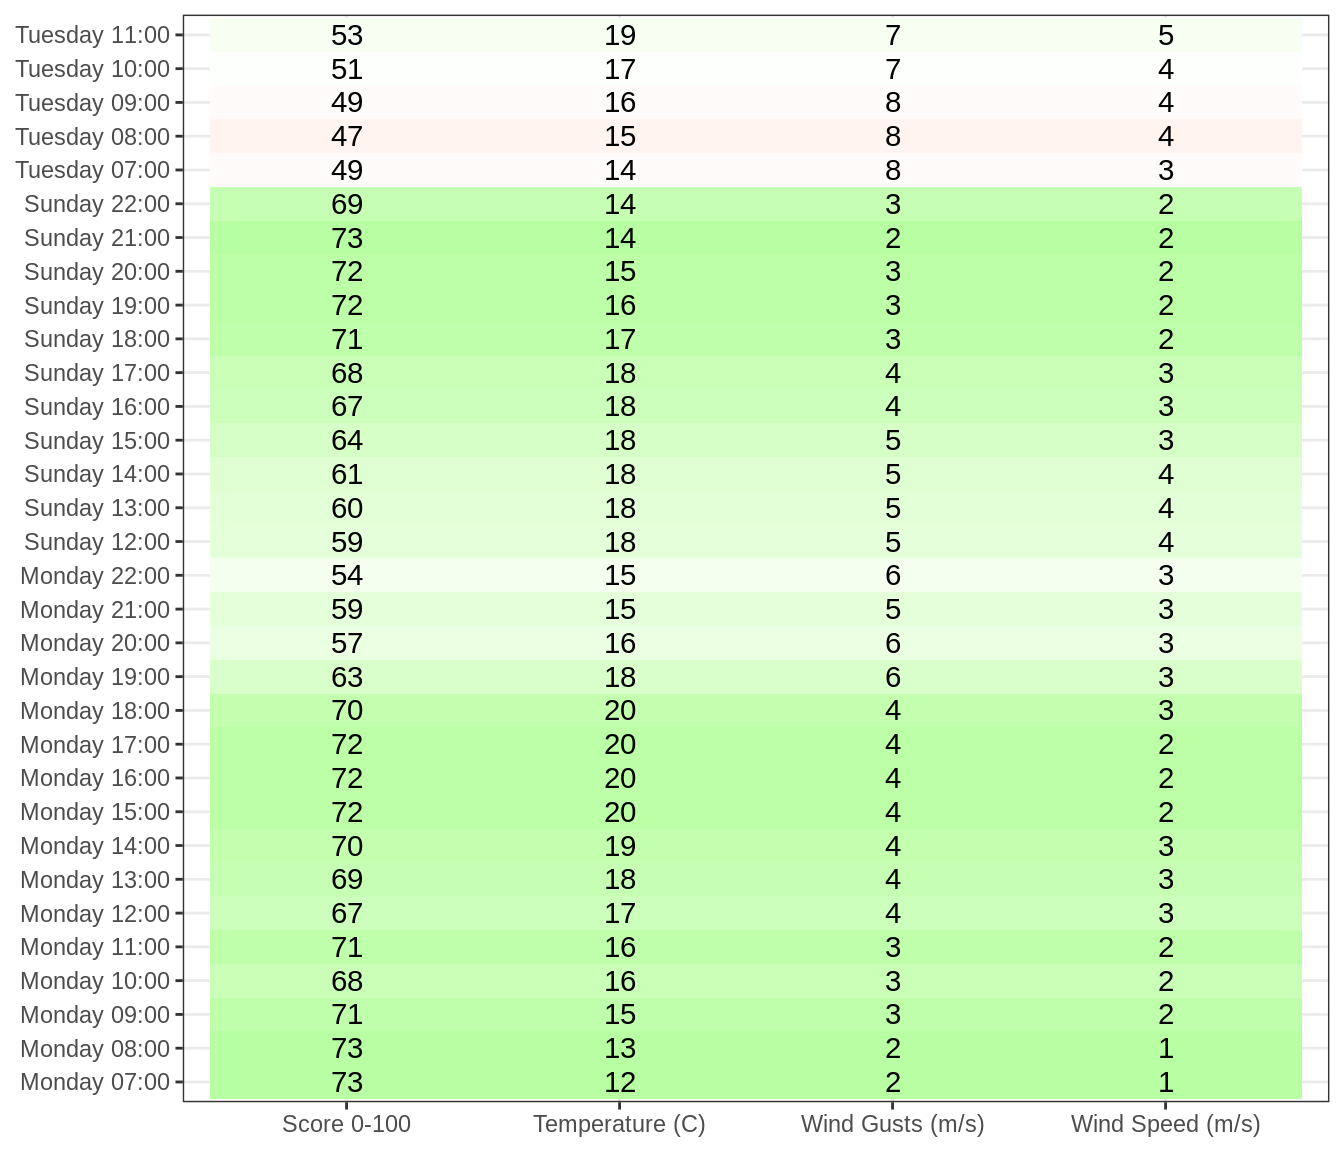 Tuesday 11:00 53 19 7 5
Tuesday 10:00 51 17 7 4
Tuesday 09:00 49 16 8 4
Tuesday 08:00 47 15 8 4
Tuesday 07:00 49 14 8 3
Sunday 22:00 69 14 3 2
Sunday 21:00 73 14 2 2
Sunday 20:00 72 15 3 2
Sunday 19:00 72 16 3 2
Sunday 18:00 71 17 3 2
Sunday 17:00 68 18 4 3
Sunday 16:00 67 18 4 3
Sunday 15:00 64 18 5 3
Sunday 14:00 61 18 5 4
Sunday 13:00 60 18 5 4
Sunday 12:00 59 18 5 4
Monday 22:00 54 15 6 3
Monday 21:00 59 15 5 3
Monday 20:00 57 16 6 3
Monday 19:00 63 18 6 3
Monday 18:00 70 20 4 3
Monday 17:00 72 20 4 2
Monday 16:00 72 20 4 2
Monday 15:00 72 20 4 2
Monday 14:00 70 19 4 3
Monday 13:00 69 18 4 3
Monday 12:00 67 17 4 3
Monday 11:00 71 16 3 2
Monday 10:00 68 16 3 2
Monday 09:00 71 15 3 2
Monday 08:00 73 13 2 1
Monday 07:00 73 12 2 1
Score 0-100 Temperature (C) Wind Gusts (m/s) Wind Speed (m/s)